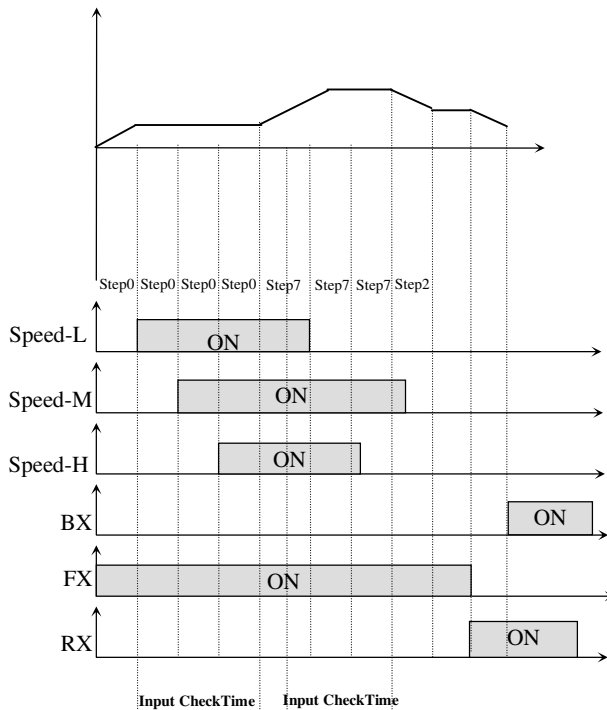 Step0 Step0 Step0 Step0 Step7 Step7 Step7 Step2
Speed-L ON
Speed-M ON
Speed-H ON
BX ON
FX ON
RX ON
Input CheckTime Input CheckTime